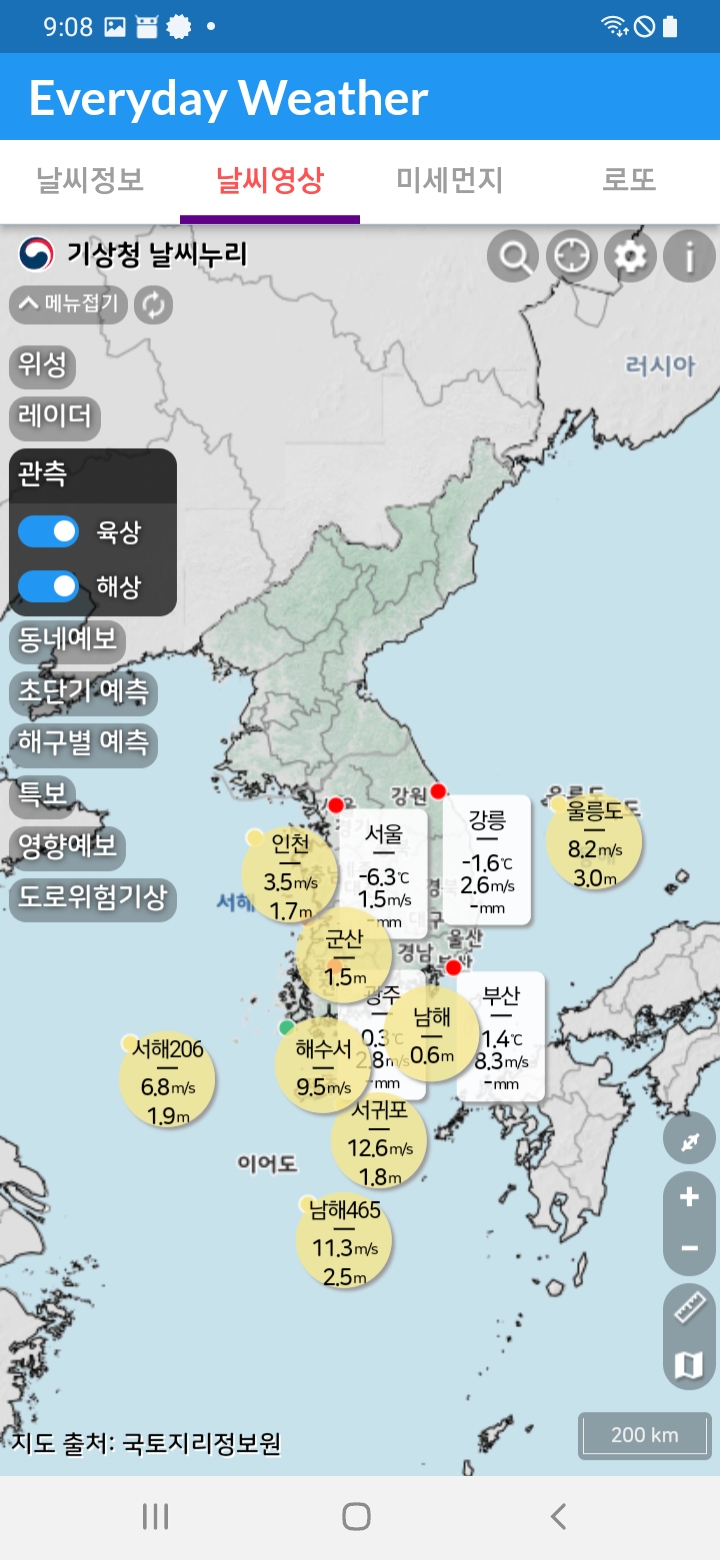 9:08
Everyday Weather
날씨정보 날씨영상 미세먼지 로또
기상청 날씨누리
메뉴접기
위성
레이더
관측
육상
해상
동네예보
초단기 예측
해구별 예측
특보
영향예보
도로위험기상
러시아
강원
울릉도
8.2m/s
3.0m
강릉
-1.6℃
2.6m/s
-mm
서울
-6.3℃
1.5m/s
-mm
인천
3.5m/s
1.7m
서해
군산
1.5m
경남
울산
광주
0.3℃
2.8m/s
-mm
남해
0.6m
부산
1.4℃
8.3m/s
-mm
서해206
6.8m/s
1.9m
해수서
9.5m/s
서귀포
12.6m/s
1.8m
이어도
남해465
11.3m/s
2.5m
지도 출처: 국토지리정보원
200 km